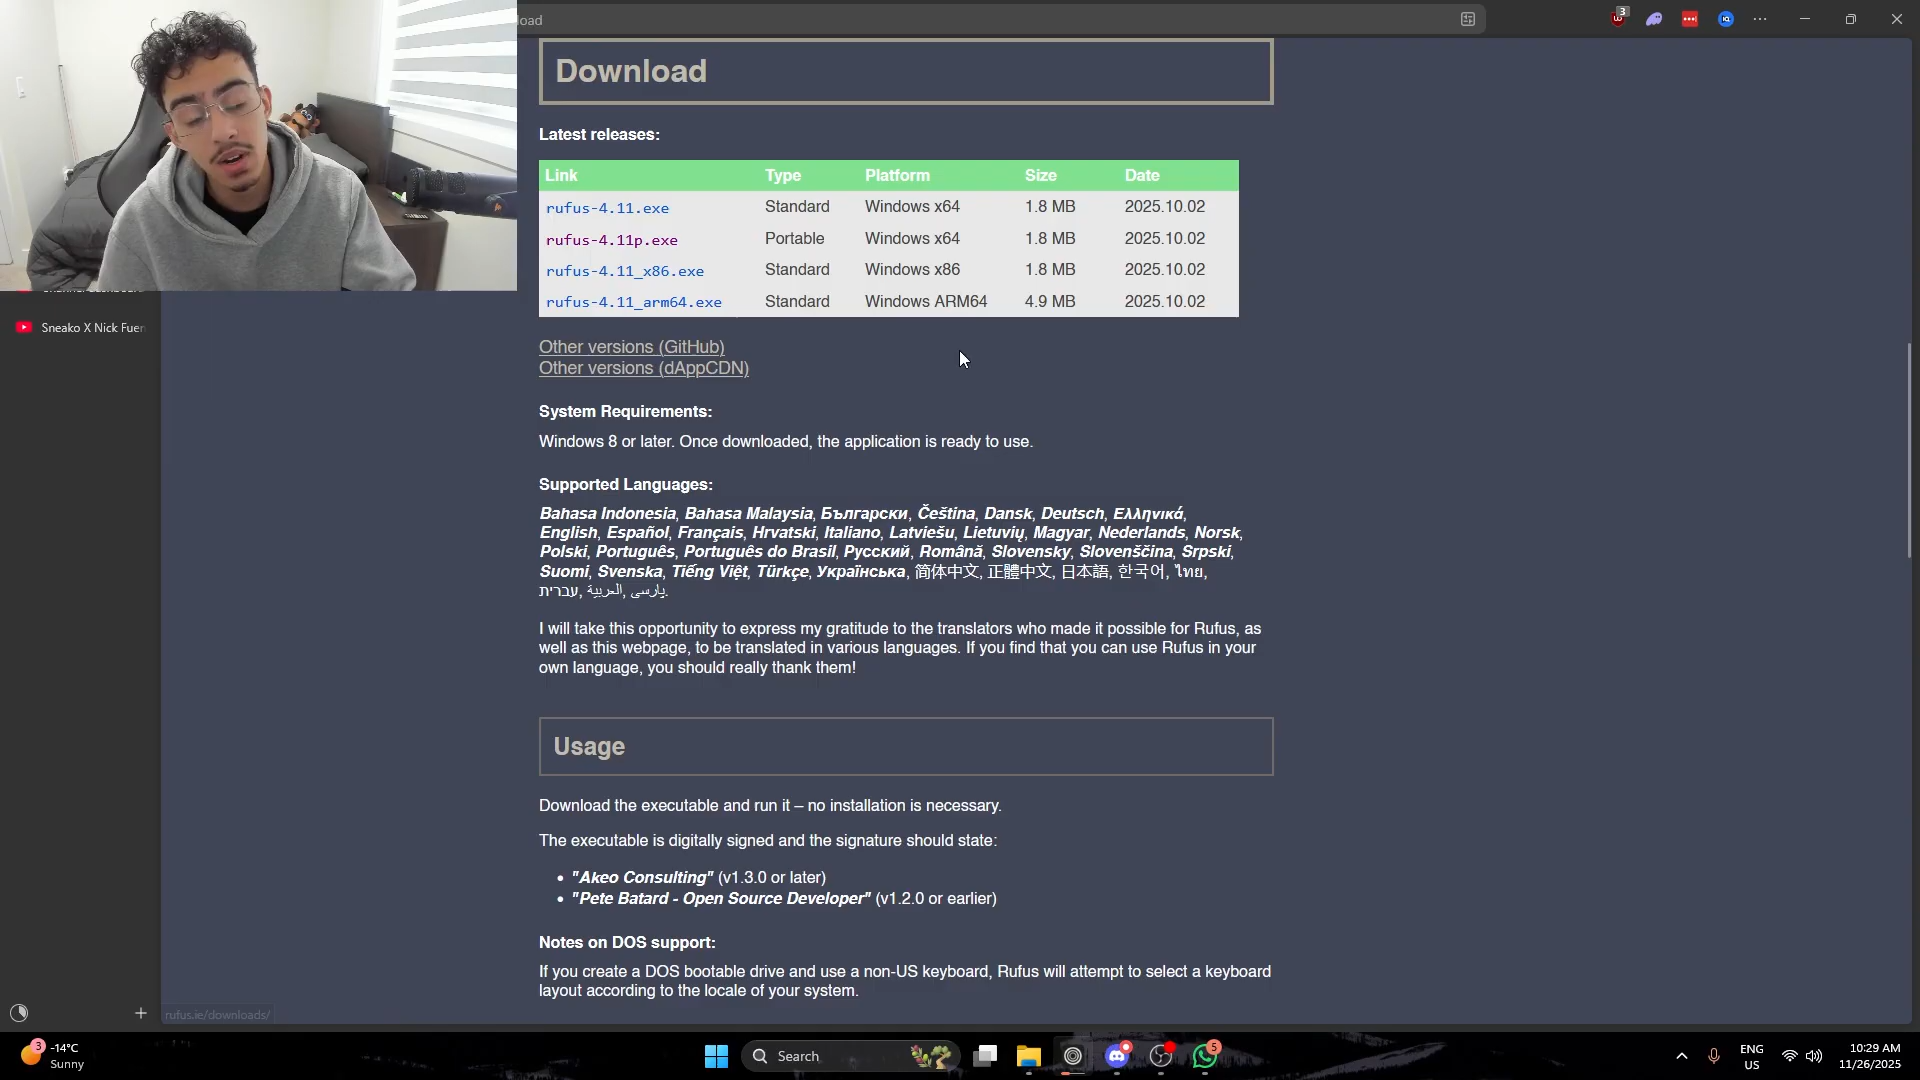 load
3
Download
Latest releases:
Link Type Platform Size Date
rufus-4.11.exe Standard Windows x64 1.8 MB 2025.10.02
rufus-4.11p.exe Portable Windows x64 1.8 MB 2025.10.02
rufus-4.11_x86.exe Standard Windows x86 1.8 MB 2025.10.02
rufus-4.11_arm64.exe Standard Windows ARM64 4.9 MB 2025.10.02
Sneako X Nick Fuen
Other versions (GitHub)
Other versions (dAppCDN)
System Requirements:
Windows 8 or later. Once downloaded, the application is ready to use.
Supported Languages:
Bahasa Indonesia, Bahasa Malaysia, Български, Čeština, Dansk, Deutsch, Ελληνικά,
English, Español, Français, Hrvatski, Italiano, Latviešu, Lietuvių, Magyar, Nederlands, Norsk,
Polski, Português, Português do Brasil, Русский, Română, Slovensky, Slovenščina, Srpski,
Suomi, Svenska, Tiếng Việt, Türkçe, Українська, 简体中文, 正體中文, 日本語, 한국어, ไทย,
עברית, العربية, پارسی.
I will take this opportunity to express my gratitude to the translators who made it possible for Rufus, as
well as this webpage, to be translated in various languages. If you find that you can use Rufus in your
own language, you should really thank them!
Usage
Download the executable and run it – no installation is necessary.
The executable is digitally signed and the signature should state:
• "Akeo Consulting" (v1.3.0 or later)
• "Pete Batard - Open Source Developer" (v1.2.0 or earlier)
Notes on DOS support:
If you create a DOS bootable drive and use a non-US keyboard, Rufus will attempt to select a keyboard
layout according to the locale of your system.
rufus.ie/downloads/
3
-14°C
Sunny
Search
5
ENG
US
10:29 AM
11/26/2025